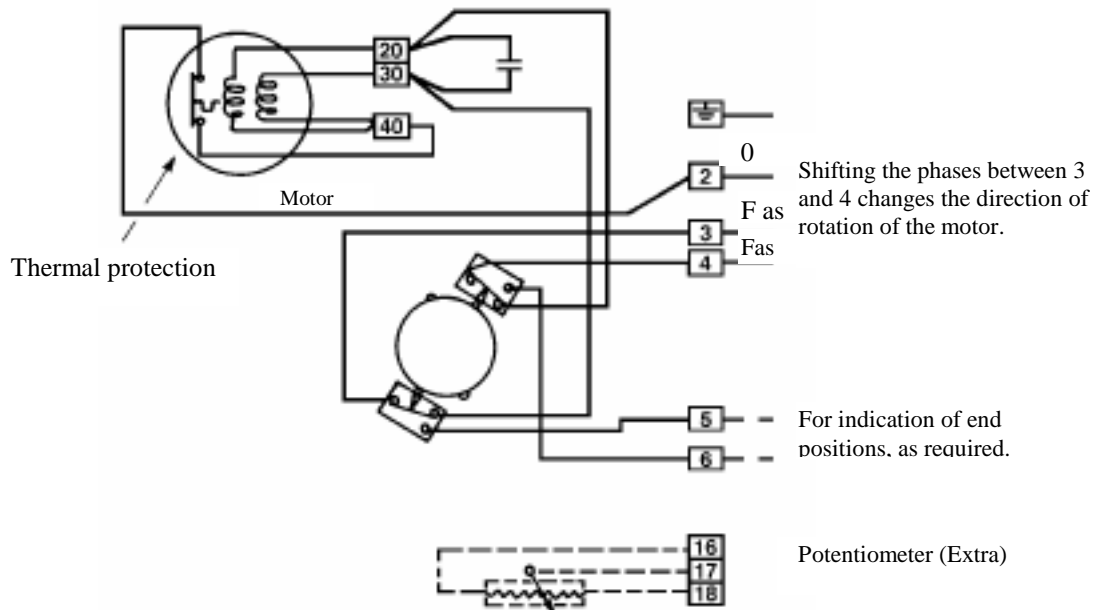 20
30
40
0
2
Shifting the phases between 3
and 4 changes the direction of
rotation of the motor.
Motor
F as
3
Fas
4
Thermal protection
5
For indication of end
positions, as required.
6
16
Potentiometer (Extra)
17
18